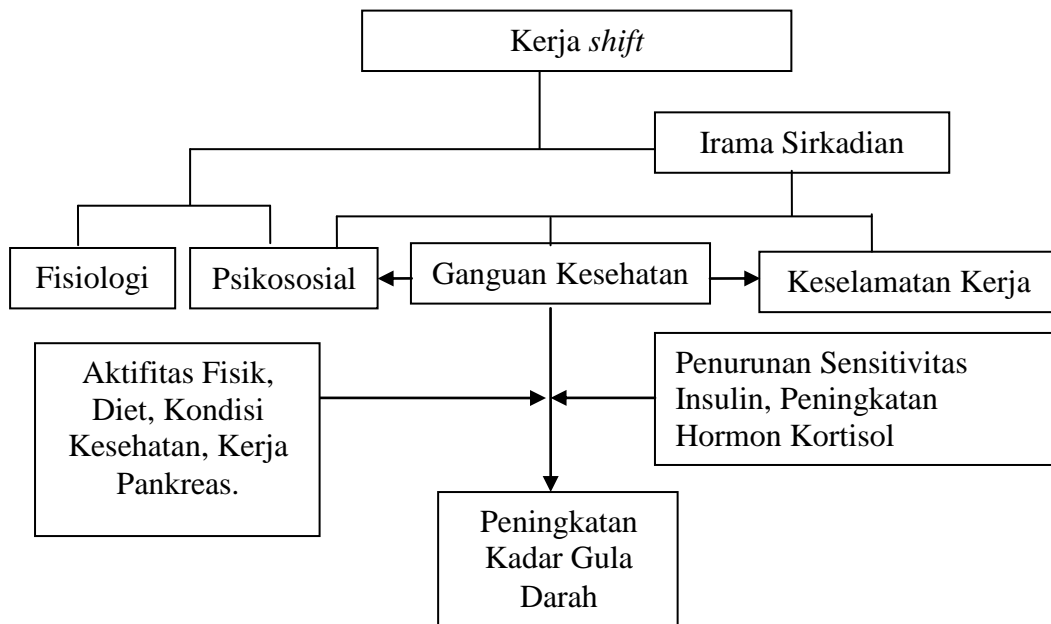 Kerja shift
Irama Sirkadian
Fisiologi
Psikososial
Ganguan Kesehatan
Keselamatan Kerja
Aktifitas Fisik,
Diet, Kondisi
Kesehatan, Kerja
Pankreas.
Penurunan Sensitivitas
Insulin, Peningkatan
Hormon Kortisol
Peningkatan
Kadar Gula
Darah